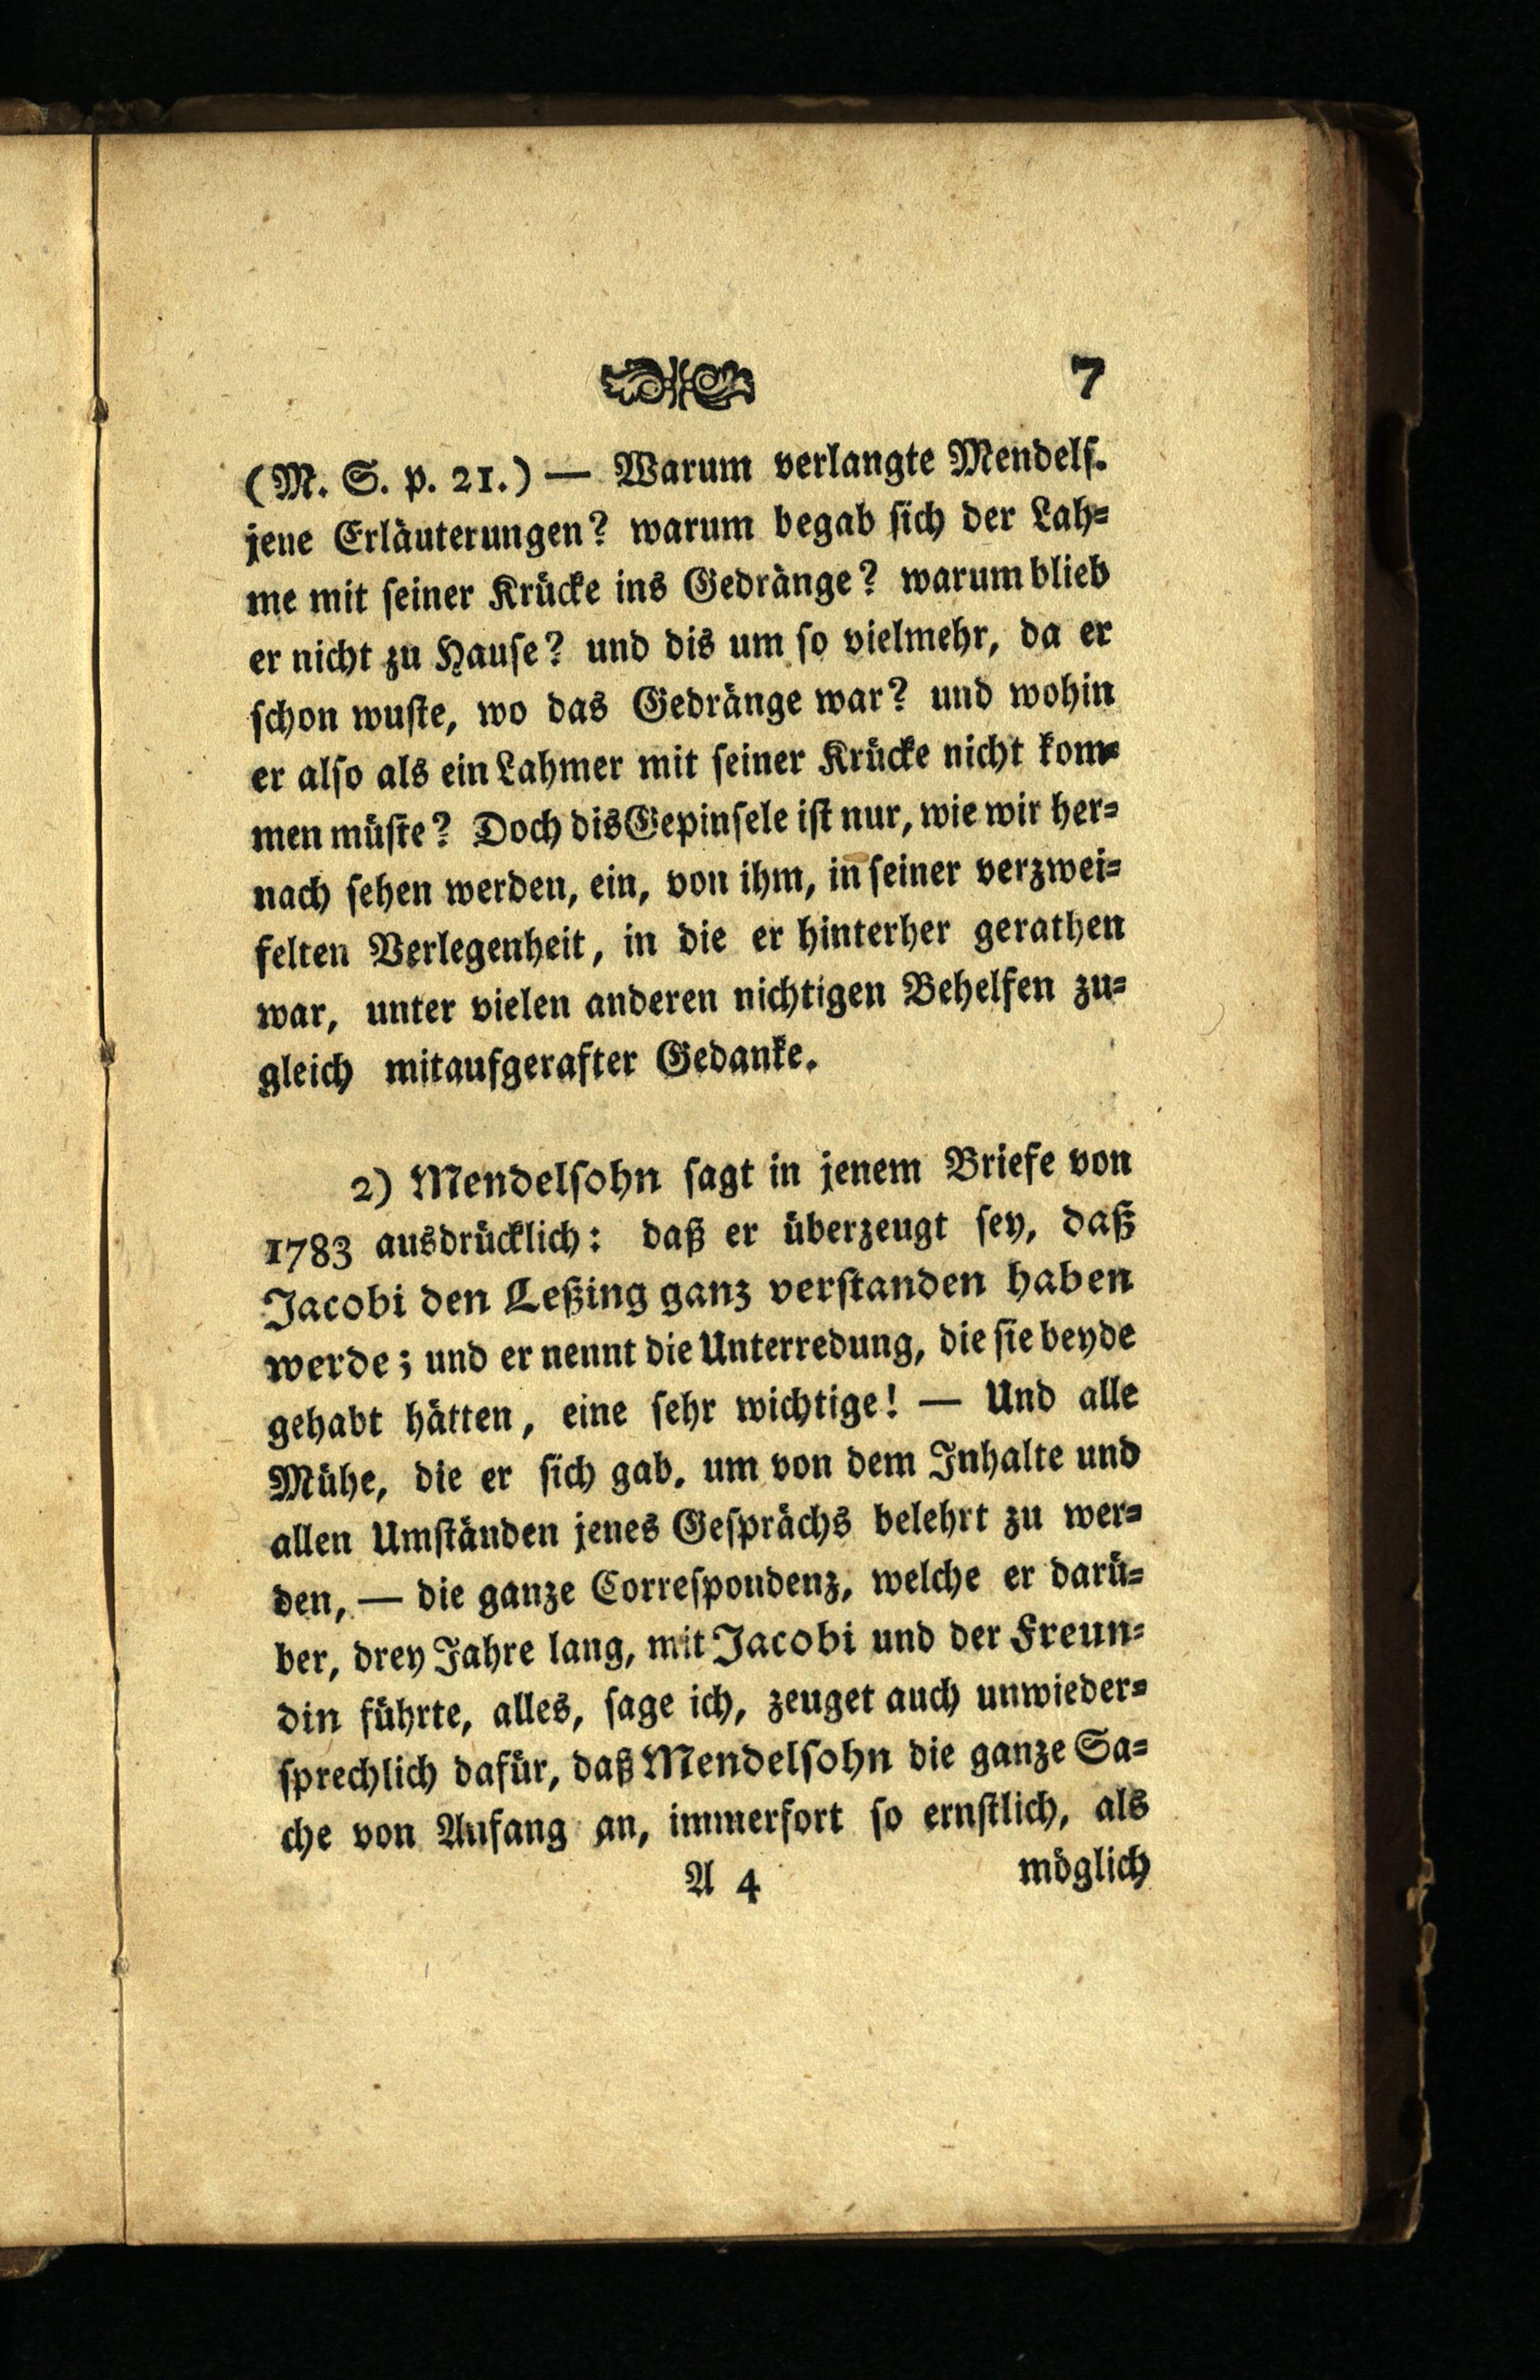 7
(M. S. p. 21.) — Warum verlangte Mendelſ.
jene Erläuterungen? warum begab ſich der Lah⸗
me mit ſeiner Krücke ins Gedränge? warum blieb
er nicht zu Hauſe? und dis um ſo vielmehr, da er
ſchon wuſte, wo das Gedränge war? und wohin
er alſo als ein Lahmer mit ſeiner Krücke nicht kom⸗
men müſte? Doch dis Gepinſele iſt nur, wie wir her⸗
nach ſehen werden, ein, von ihm, in ſeiner verzwei⸗
felten Verlegenheit, in die er hinterher gerathen
war, unter vielen anderen nichtigen Behelfen zu⸗
gleich mitaufgerafter Gedanke.
2) Mendelſohn ſagt in jenem Briefe von
1783 ausdrücklich: daß er überzeugt ſey, daß
Jacobi den Leßing ganz verſtanden haben
werde; und er nennt die Unterredung, die ſie beyde
gehabt hätten, eine ſehr wichtige! — Und alle
Mühe, die er ſich gab, um von dem Inhalte und
allen Umſtänden jenes Geſprächs belehrt zu wer⸗
den, — die ganze Correſpondenz, welche er darü⸗
ber, drey Jahre lang, mit Jacobi und der Freun⸗
din führte, alles, ſage ich, zeuget auch unwieder⸗
ſprechlich dafür, daß Mendelſohn die ganze Sa⸗
che von Anfang an, immerfort ſo ernſtlich, als
A 4 möglich